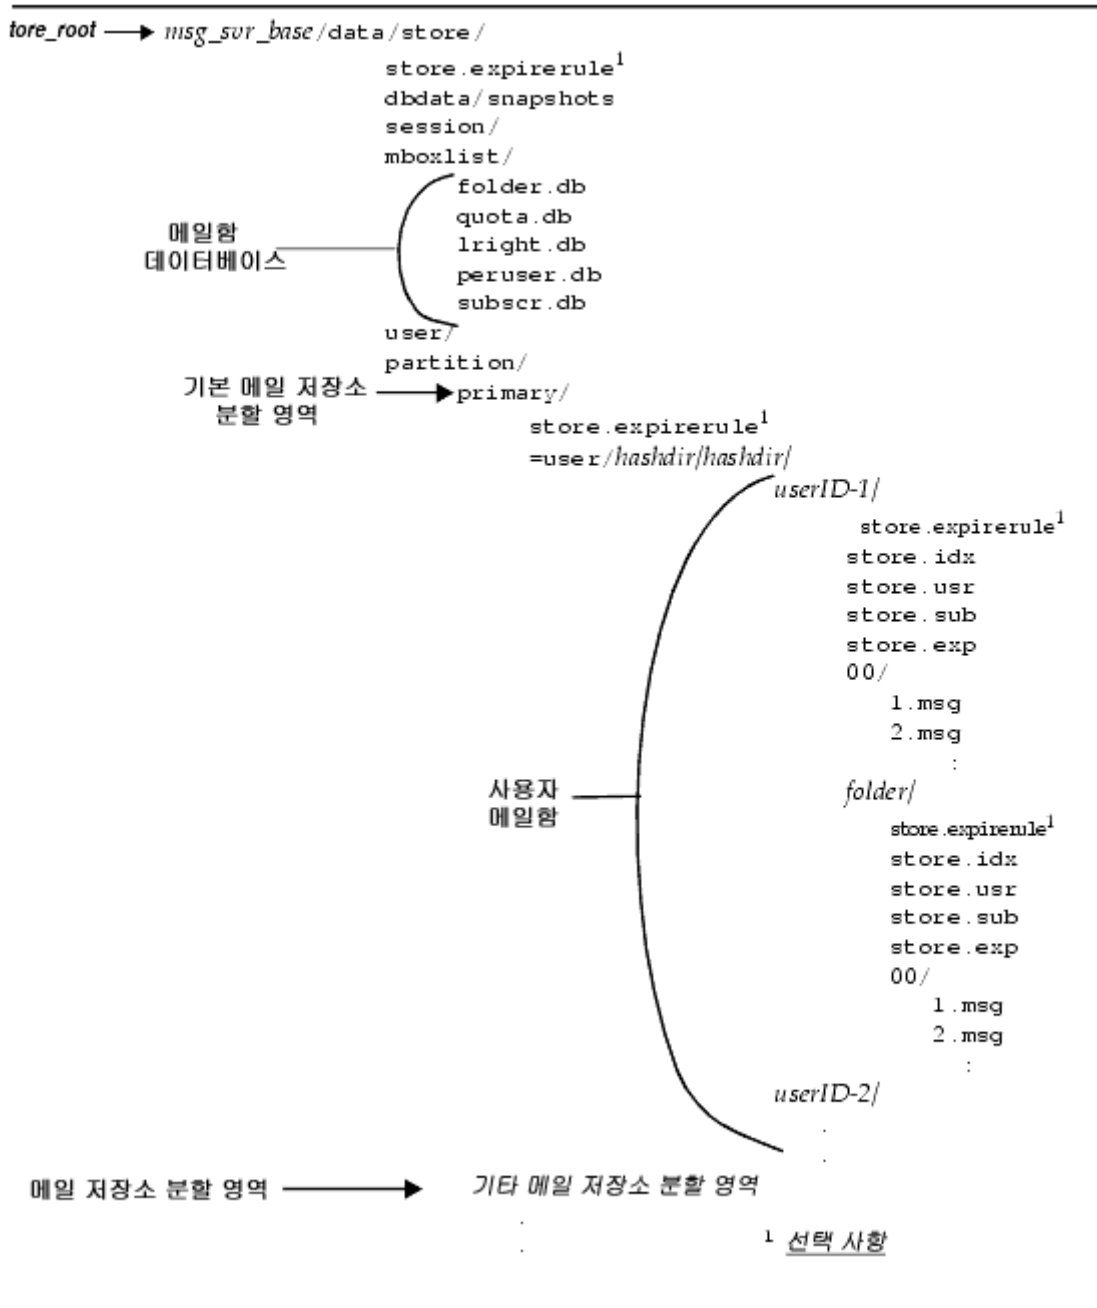 tore_root msg_svr_base/data/store/
store.expirerule1
dbdata/snapshots
session/
mboxlist/
folder.db
quota.db
lright.db
peruser.db
subscr.db
메일함
데이터베이스
user/
partition/
기본 메일 저장소
분할 영역
primary/
store.expirerule1
=user/hashdir/hashdir/
userID-1/
store.expirerule1
store.idx
store.usr
store.sub
store.exp
00/
1.msg
2.msg
:
사용자
메일함
folder/
store.expirerule1
store.idx
store.usr
store.sub
store.exp
00/
1.msg
2.msg
:
userID-2/
.
.
메일 저장소 분할 영역 기타 메일 저장소 분할 영역
.
.
1 선택 사항